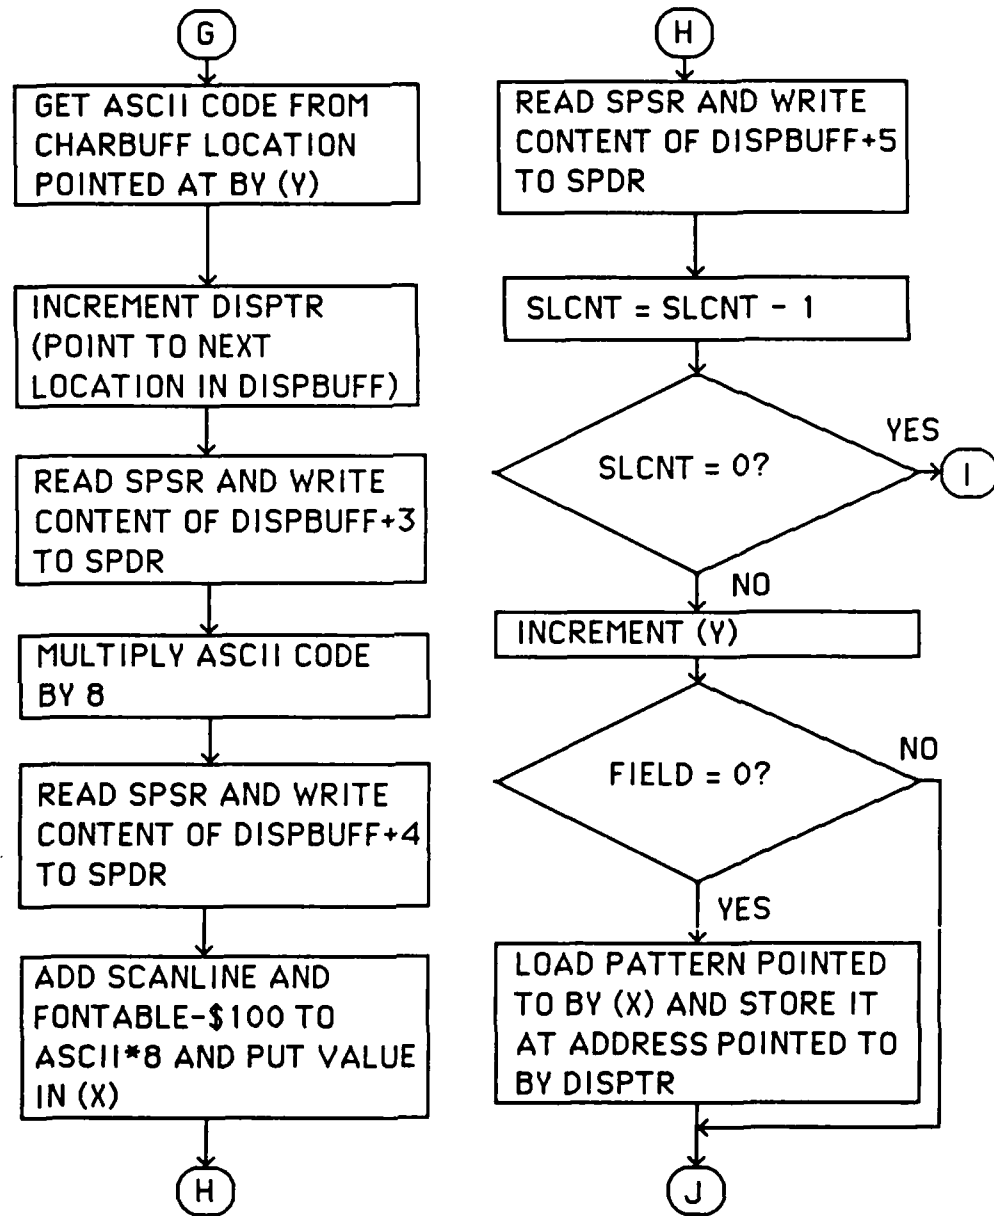 G
GET ASCII CODE FROM
CHARBUFF LOCATION
POINTED AT BY (Y)
INCREMENT DISPTR
(POINT TO NEXT
LOCATION IN DISPBUFF)
READ SPSR AND WRITE
CONTENT OF DISPBUFF+3
TO SPDR
MULTIPLY ASCII CODE
BY 8
READ SPSR AND WRITE
CONTENT OF DISPBUFF+4
TO SPDR
ADD SCANLINE AND
FONTABLE-$100 TO
ASCII*8 AND PUT VALUE
IN (X)
H
H
READ SPSR AND WRITE
CONTENT OF DISPBUFF+5
TO SPDR
SLCNT = SLCNT - 1
SLCNT = 0?
YES
I
NO
INCREMENT (Y)
FIELD = 0?
NO
YES
LOAD PATTERN POINTED
TO BY (X) AND STORE IT
AT ADDRESS POINTED TO
BY DISPTR
J